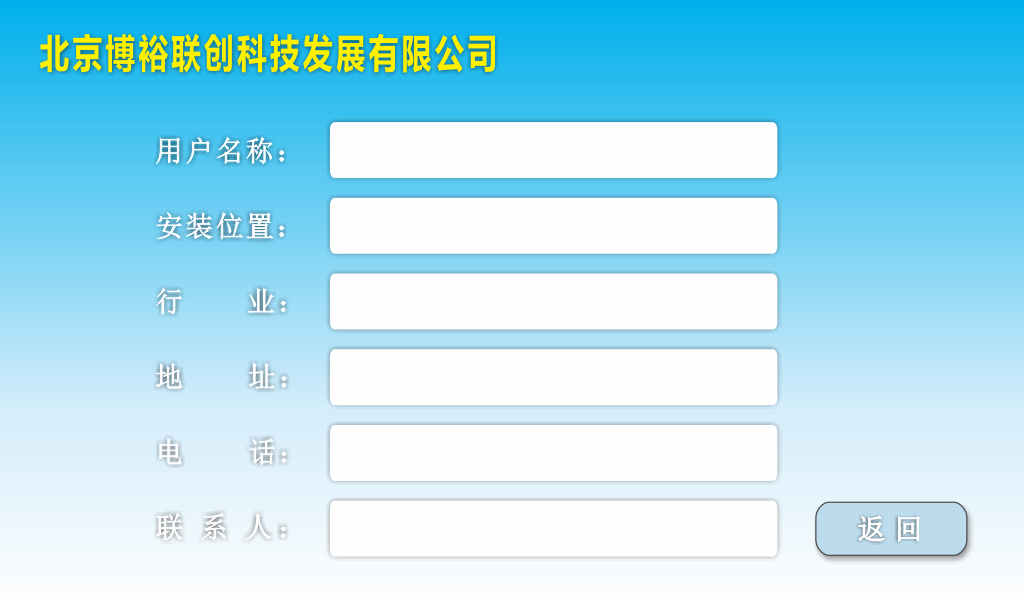 北京博裕联创科技发展有限公司
用户名称：
安装位置：
行 业：
地 址：
电 话：
联 系 人：
返 回